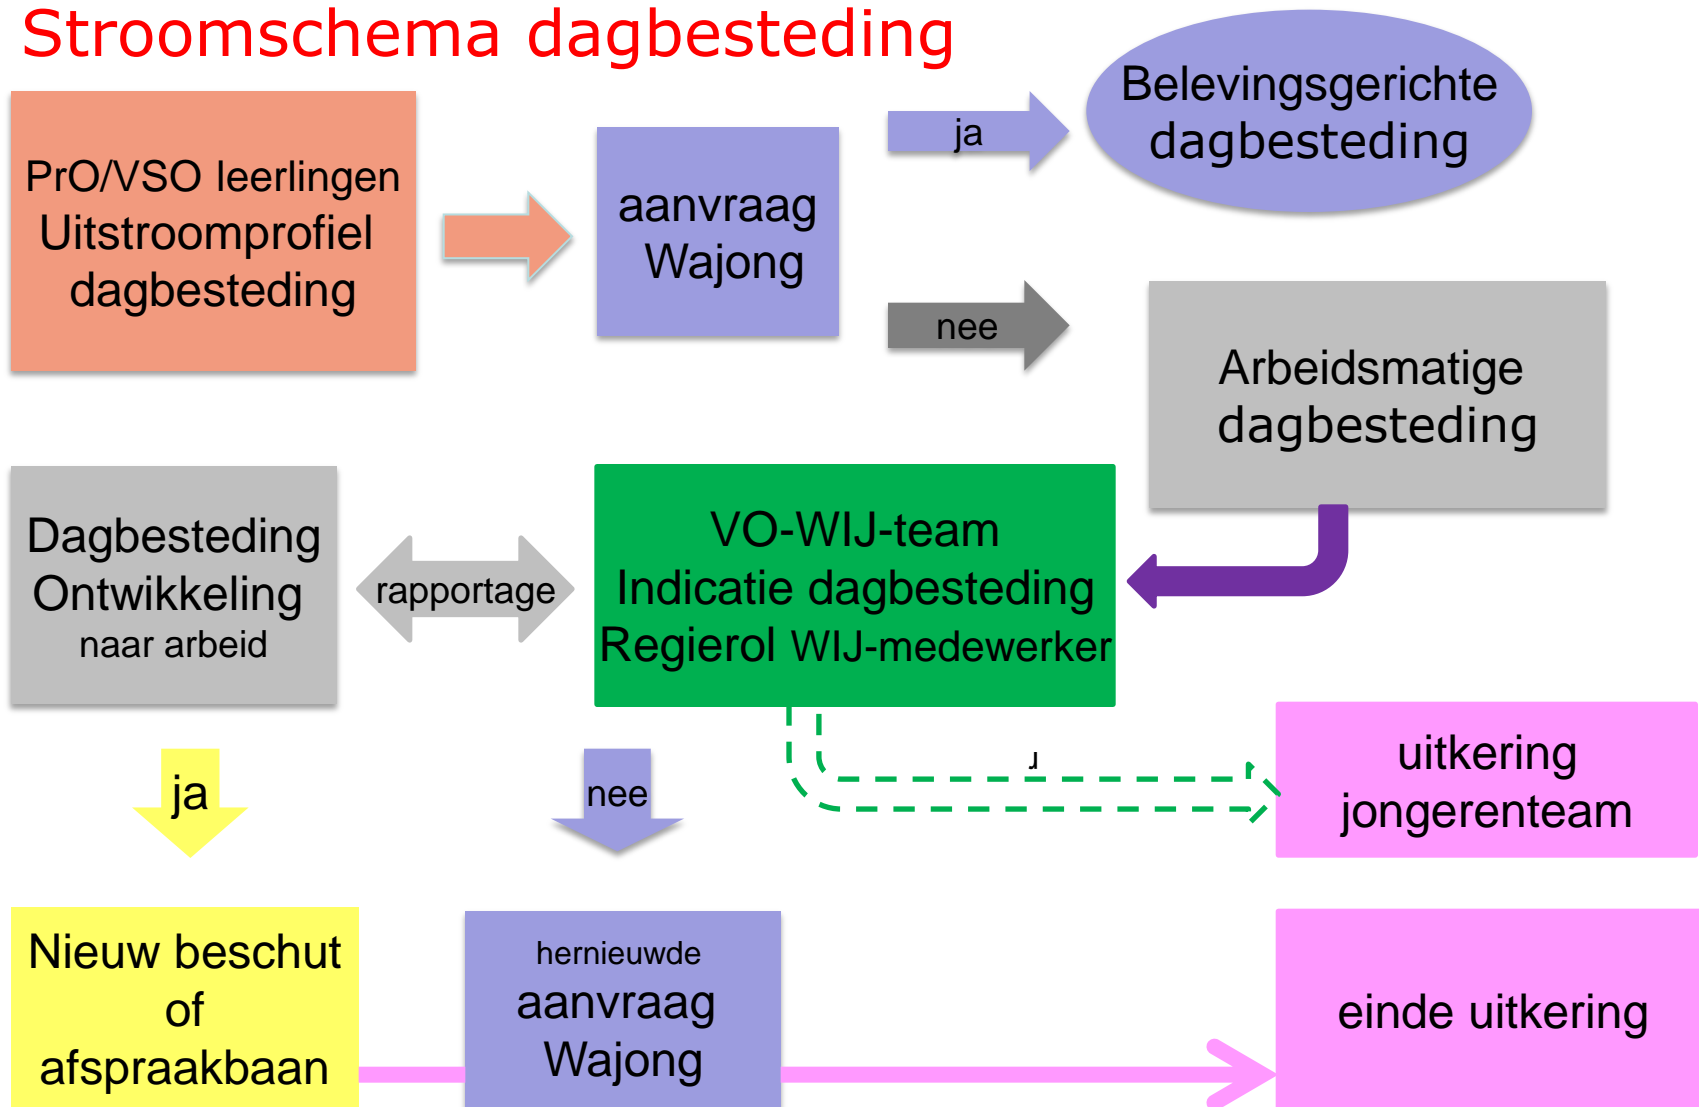 Stroomschema dagbesteding
PrO/VSO leerlingen
Uitstroomprofiel
dagbesteding
aanvraag
Wajong
ja
Belevingsgerichte
dagbesteding
nee
Arbeidsmatige
dagbesteding
Dagbesteding
Ontwikkeling
naar arbeid
rapportage
VO-WIJ-team
Indicatie dagbesteding
Regierol WIJ-medewerker
ja
nee
uitkering
jongerenteam
Nieuw beschut
of
afspraakbaan
hernieuwde
aanvraag
Wajong
einde uitkering